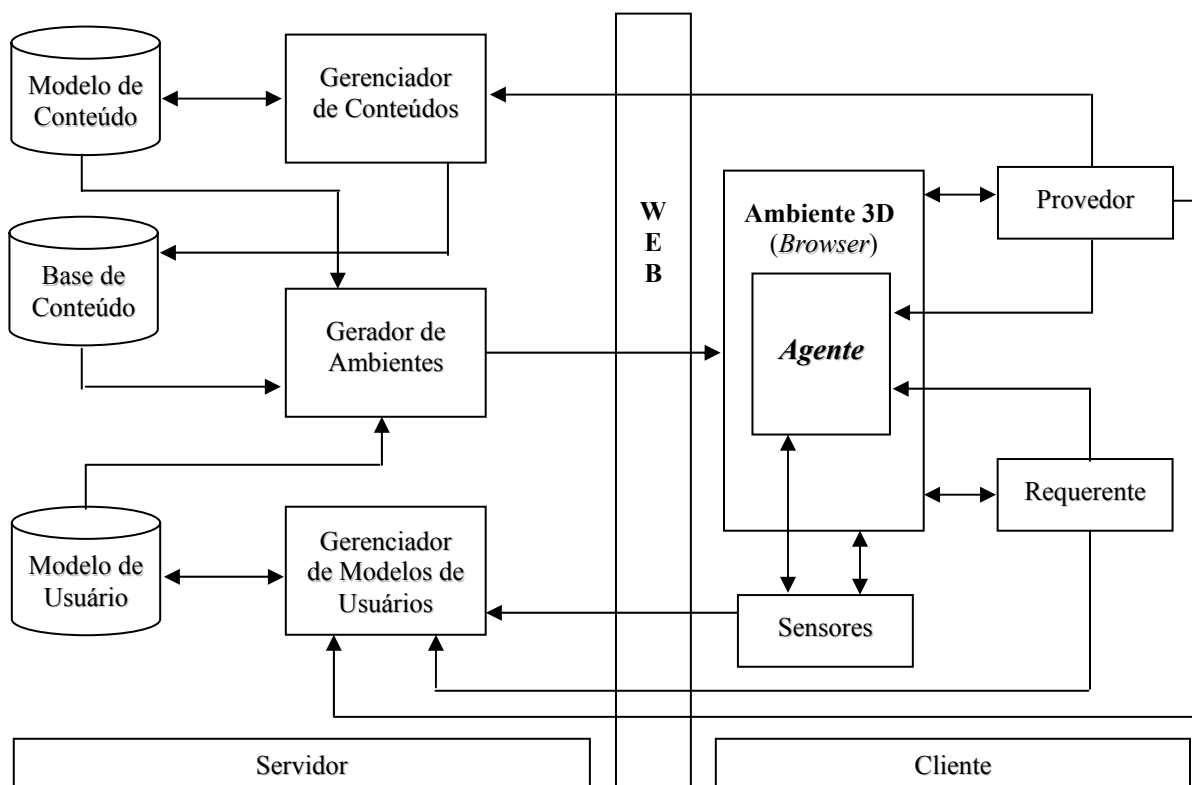 Modelo de
Conteúdo
Gerenciador
de Conteúdos
Base de
Conteúdo
Gerador de
Ambientes
Modelo de
Usuário
Gerenciador
de Modelos de
Usuários
W
E
B
Ambiente 3D
(Browser)
Agente
Provedor
Requerente
Sensores
Servidor
Cliente